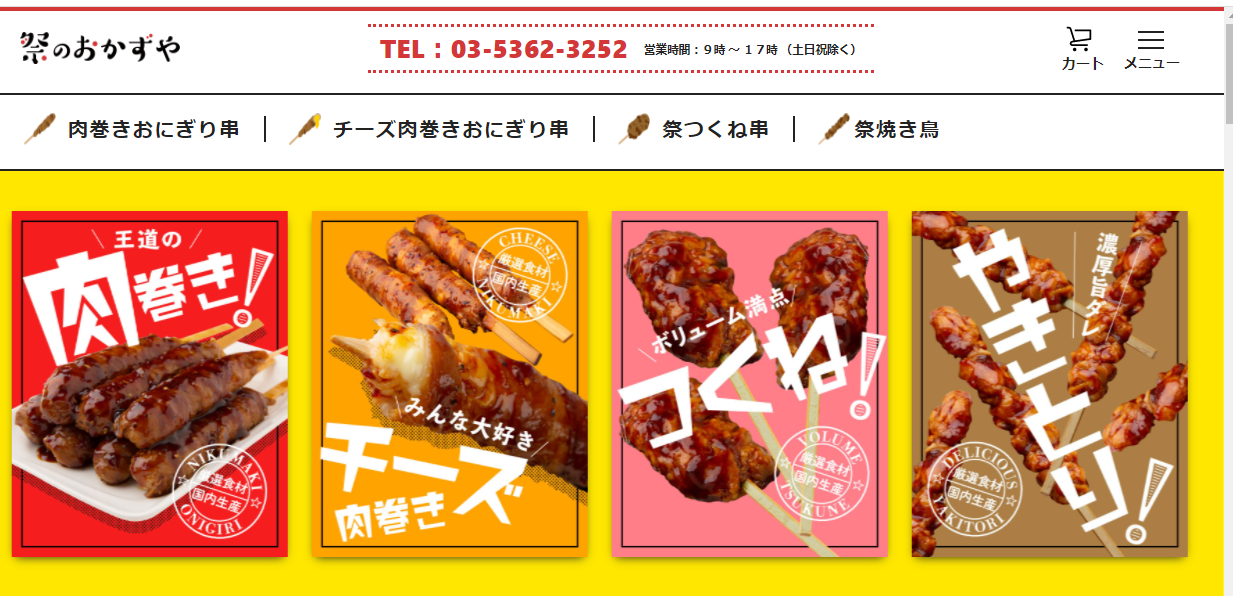 祭のおかずや
TEL：03-5362-3252
営業時間：９時～１７時（土日祝除く）
カート
メニュー
肉巻きおにぎり串
チーズ肉巻きおにぎり串
祭つくね串
祭焼き鳥
王道の
肉巻き！
NIKUMAKI
厳選食材
国内生産
ONIGIRI
CHEESE
厳選食材
国内生産
NIKUMAKI
みんな大好き
チーズ
肉巻き
ボリューム満点
つくね！
VOLUME
厳選食材
国内生産
TSUKUNE
濃厚旨ダレ
やきとり！
DELICIOUS
厳選食材
国内生産
YAKITORI